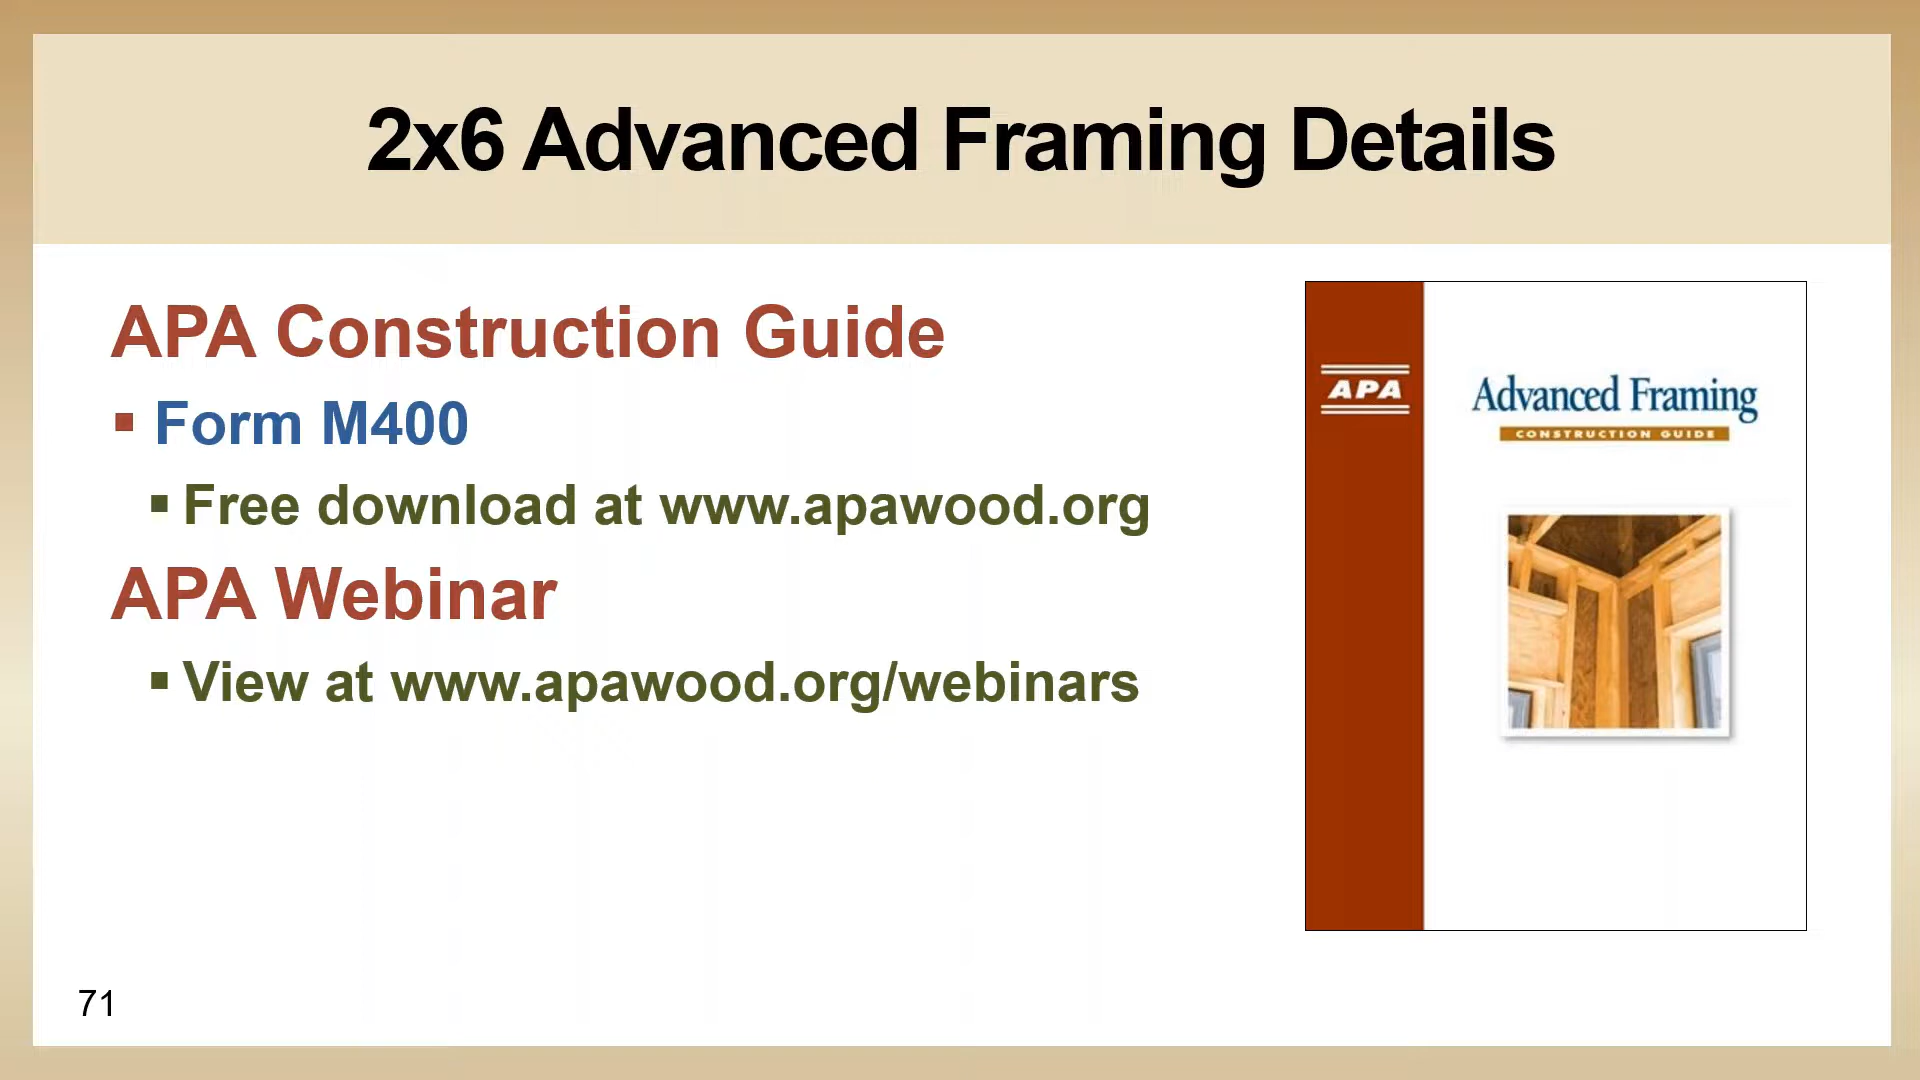 2x6 Advanced Framing Details
APA Construction Guide
Form M400
Free download at www.apawood.org
APA Webinar
View at www.apawood.org/webinars
APA
Advanced Framing
CONSTRUCTION GUIDE
71